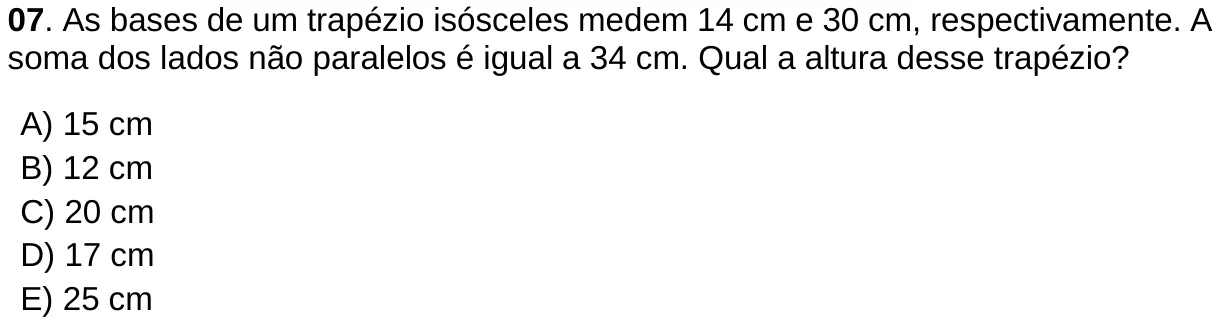 07. As bases de um trapézio isósceles medem 14 cm e 30 cm, respectivamente. A
soma dos lados não paralelos é igual a 34 cm. Qual a altura desse trapézio?
A) 15 cm
B) 12 cm
C) 20 cm
D) 17 cm
E) 25 cm